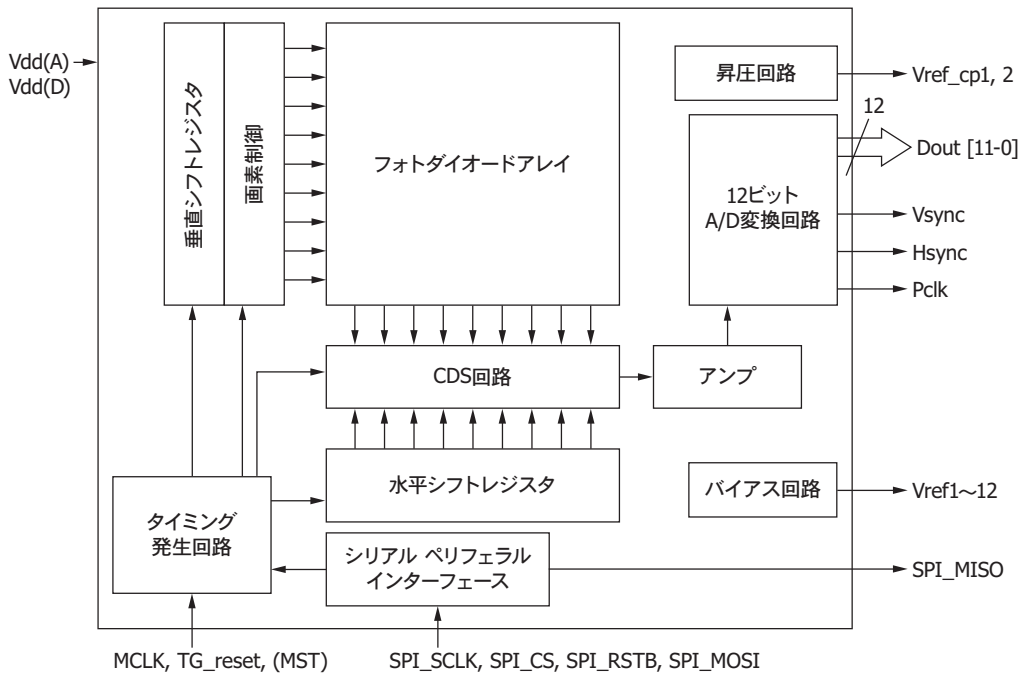 Vdd(A)
Vdd(D)
垂直シフトレジスタ
画素制御
フォトダイオードアレイ
昇圧回路
Vref_cp1, 2
12
12ビット
A/D変換回路
Dout [11-0]
Vsync
Hsync
Pclk
CDS回路
アンプ
水平シフトレジスタ
バイアス回路
Vref1～12
タイミング
発生回路
シリアル ペリフェラル
インターフェース
SPI_MISO
MCLK, TG_reset, (MST)
SPI_SCLK, SPI_CS, SPI_RSTB, SPI_MOSI